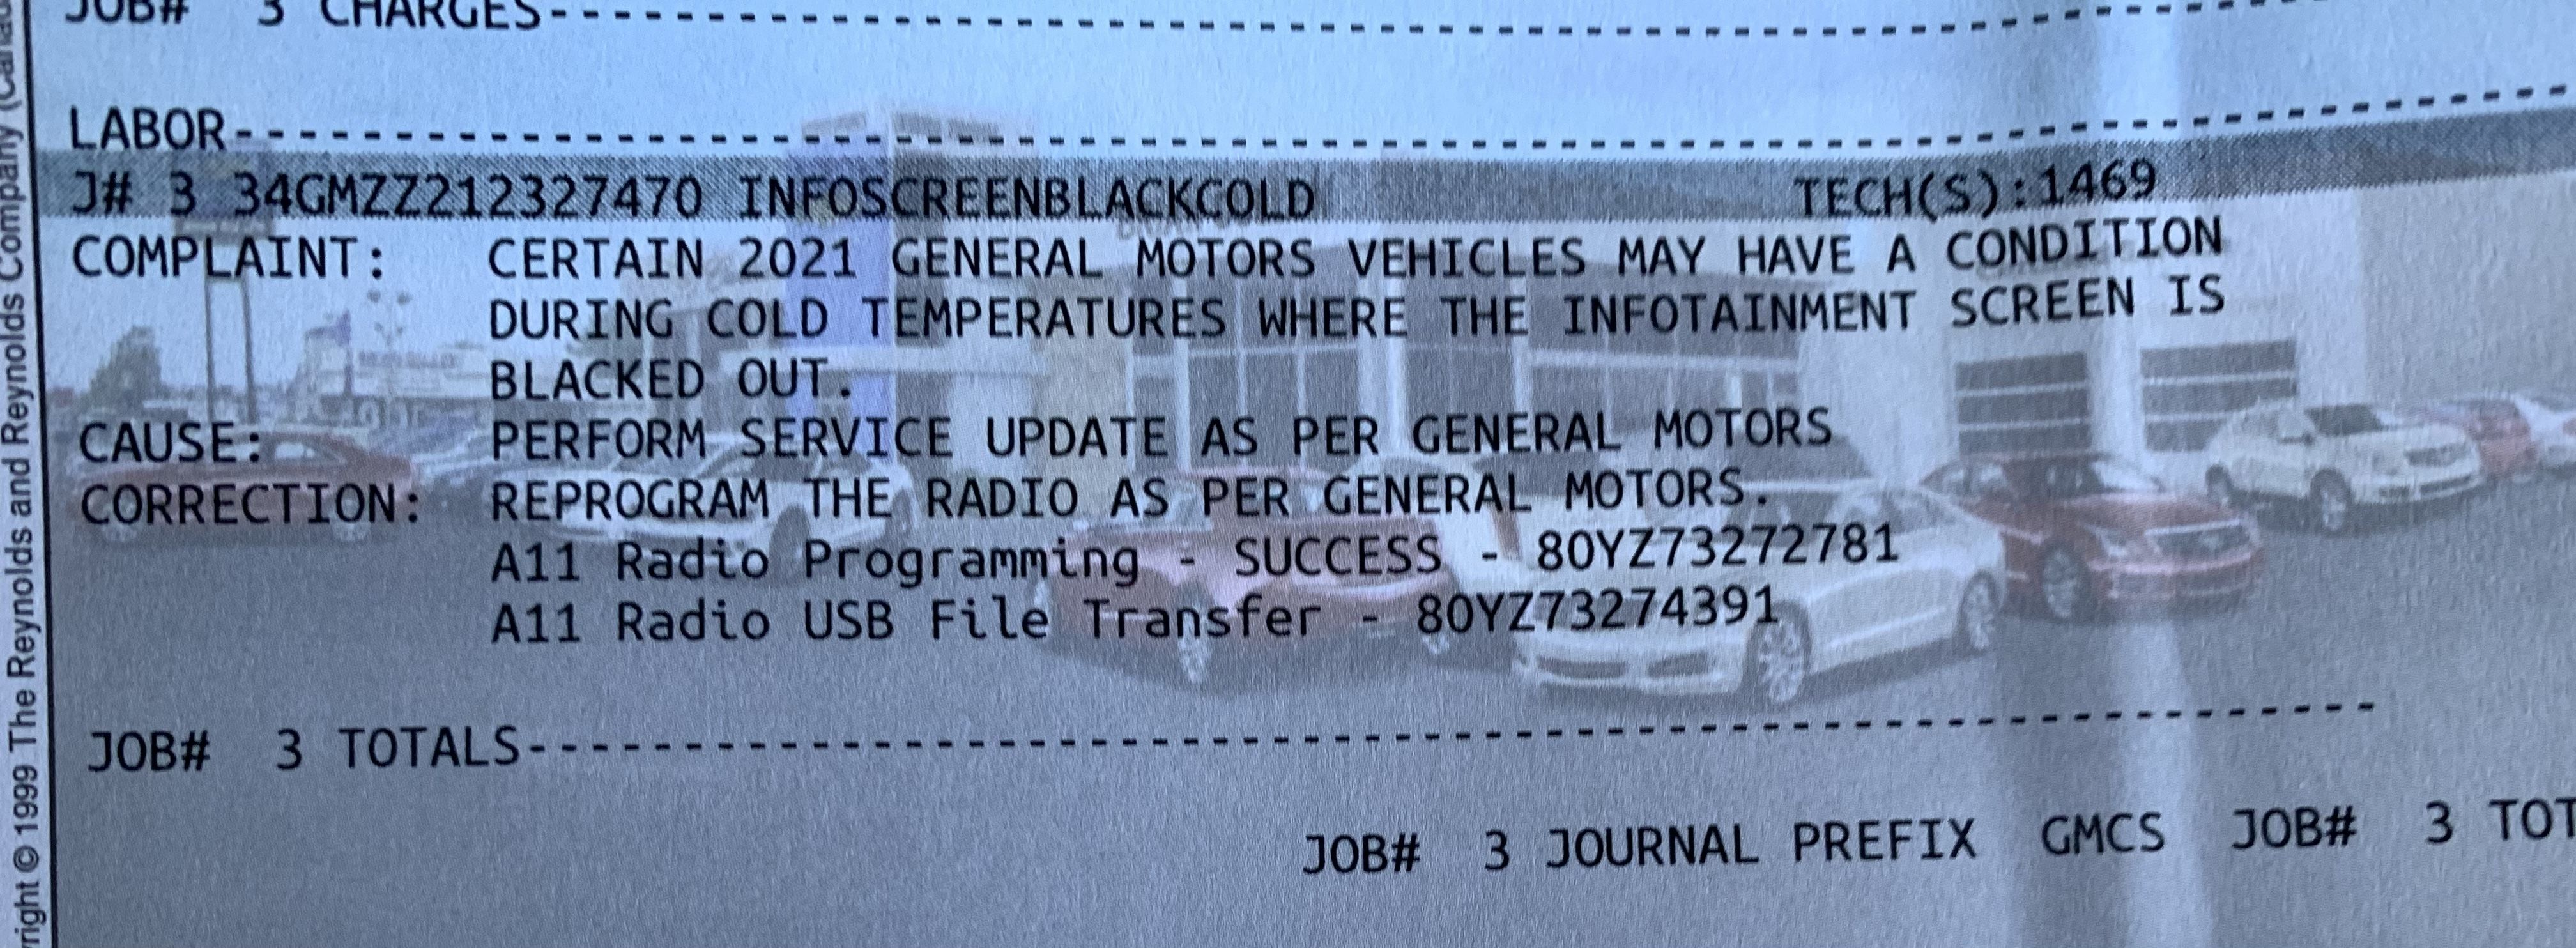 JOB# 3 CHARGES------------------------------------------------
LABOR------------------------------------------------------------
J# 3 34GMZZ212327470 INFOSCREENBLACKCOLD TECH(S):1469
COMPLAINT: CERTAIN 2021 GENERAL MOTORS VEHICLES MAY HAVE A CONDITION
DURING COLD TEMPERATURES WHERE THE INFOTAINMENT SCREEN IS
BLACKED OUT.
CAUSE: PERFORM SERVICE UPDATE AS PER GENERAL MOTORS
CORRECTION: REPROGRAM THE RADIO AS PER GENERAL MOTORS.
A11 Radio Programming - SUCCESS - 80YZ73272781
A11 Radio USB File Transfer - 80YZ73274391
JOB# 3 TOTALS------------------------------------------------
JOB# 3 JOURNAL PREFIX GMCS JOB# 3 TOT
right © 1999 The Reynolds and Reynolds Company (Cana